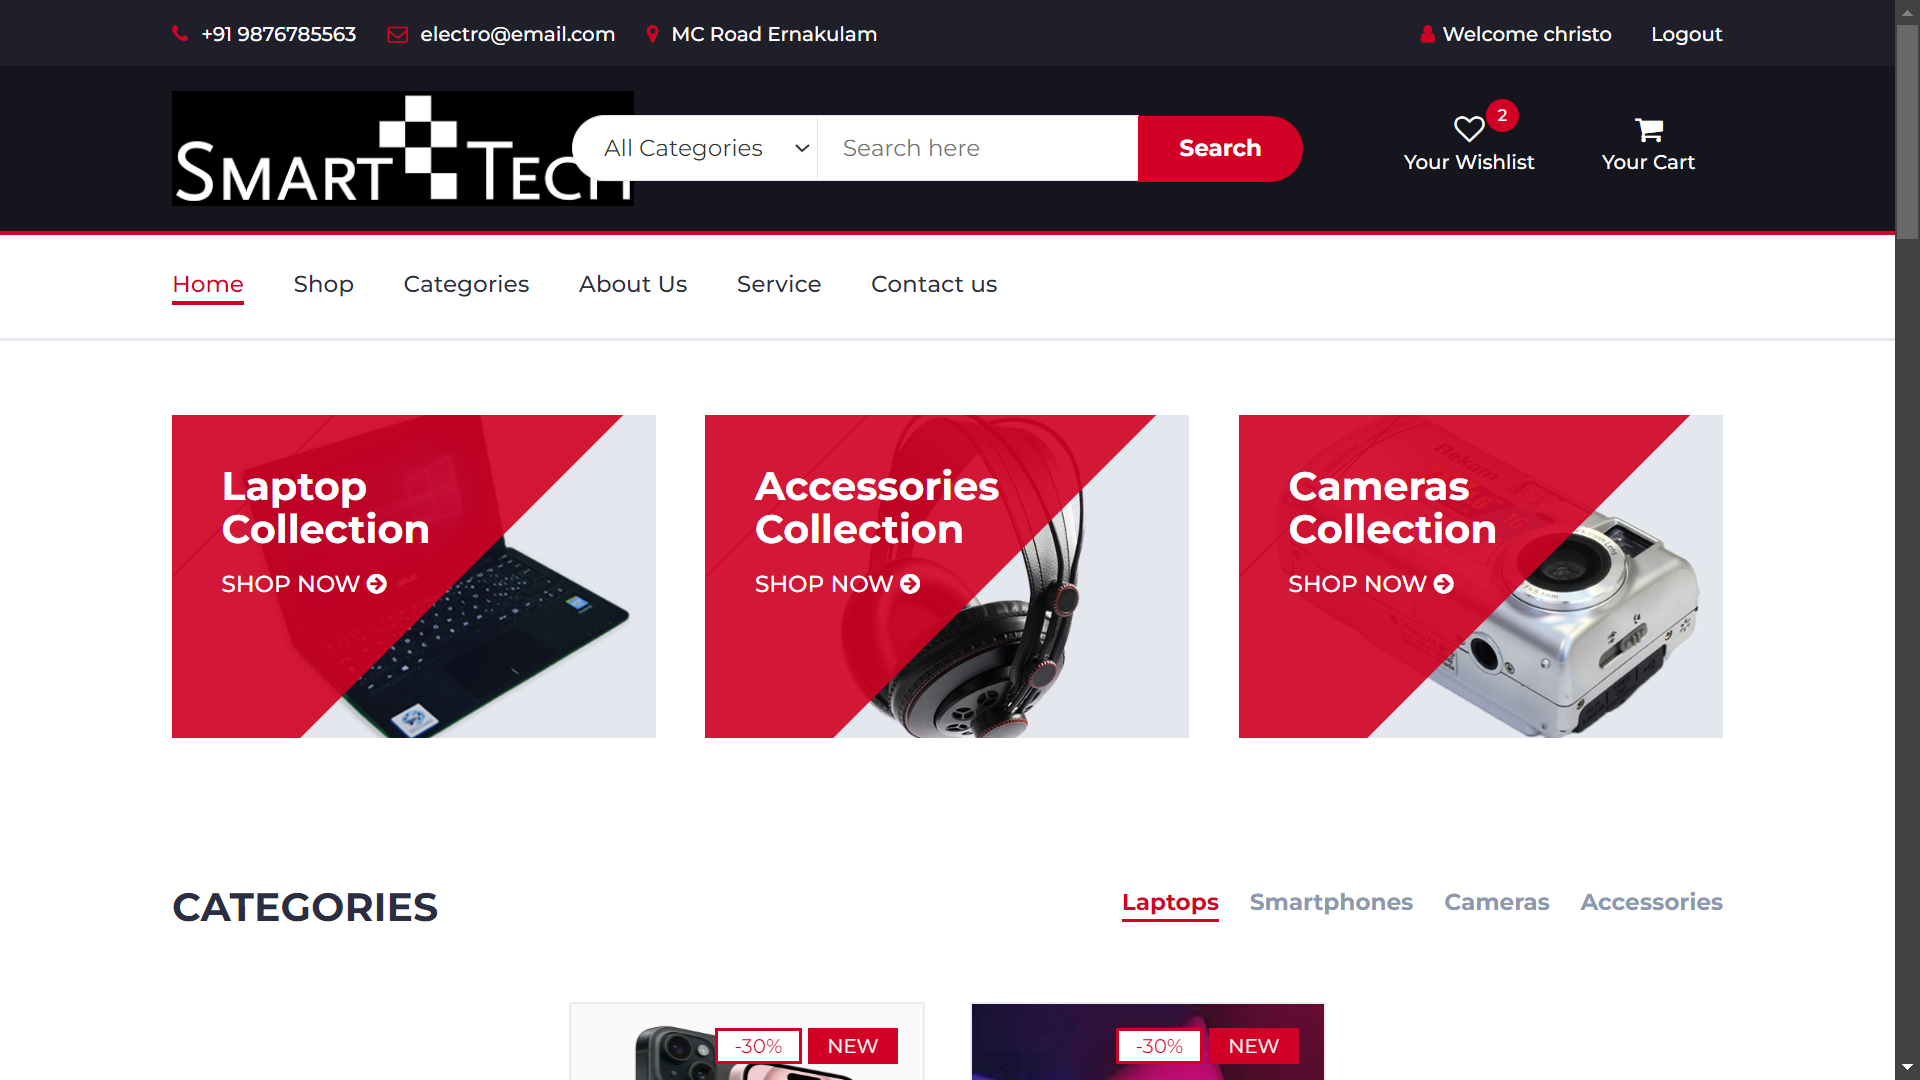 +91 9876785563 electro@email.com MC Road Ernakulam Welcome christo Logout
SMART TECH
All Categories Search here Search
2
Your Wishlist Your Cart
Home Shop Categories About Us Service Contact us
Laptop
Collection
SHOP NOW
Accessories
Collection
SHOP NOW
Cameras
Collection
SHOP NOW
Rekam
CATEGORIES
Laptops Smartphones Cameras Accessories
-30% NEW
-30% NEW